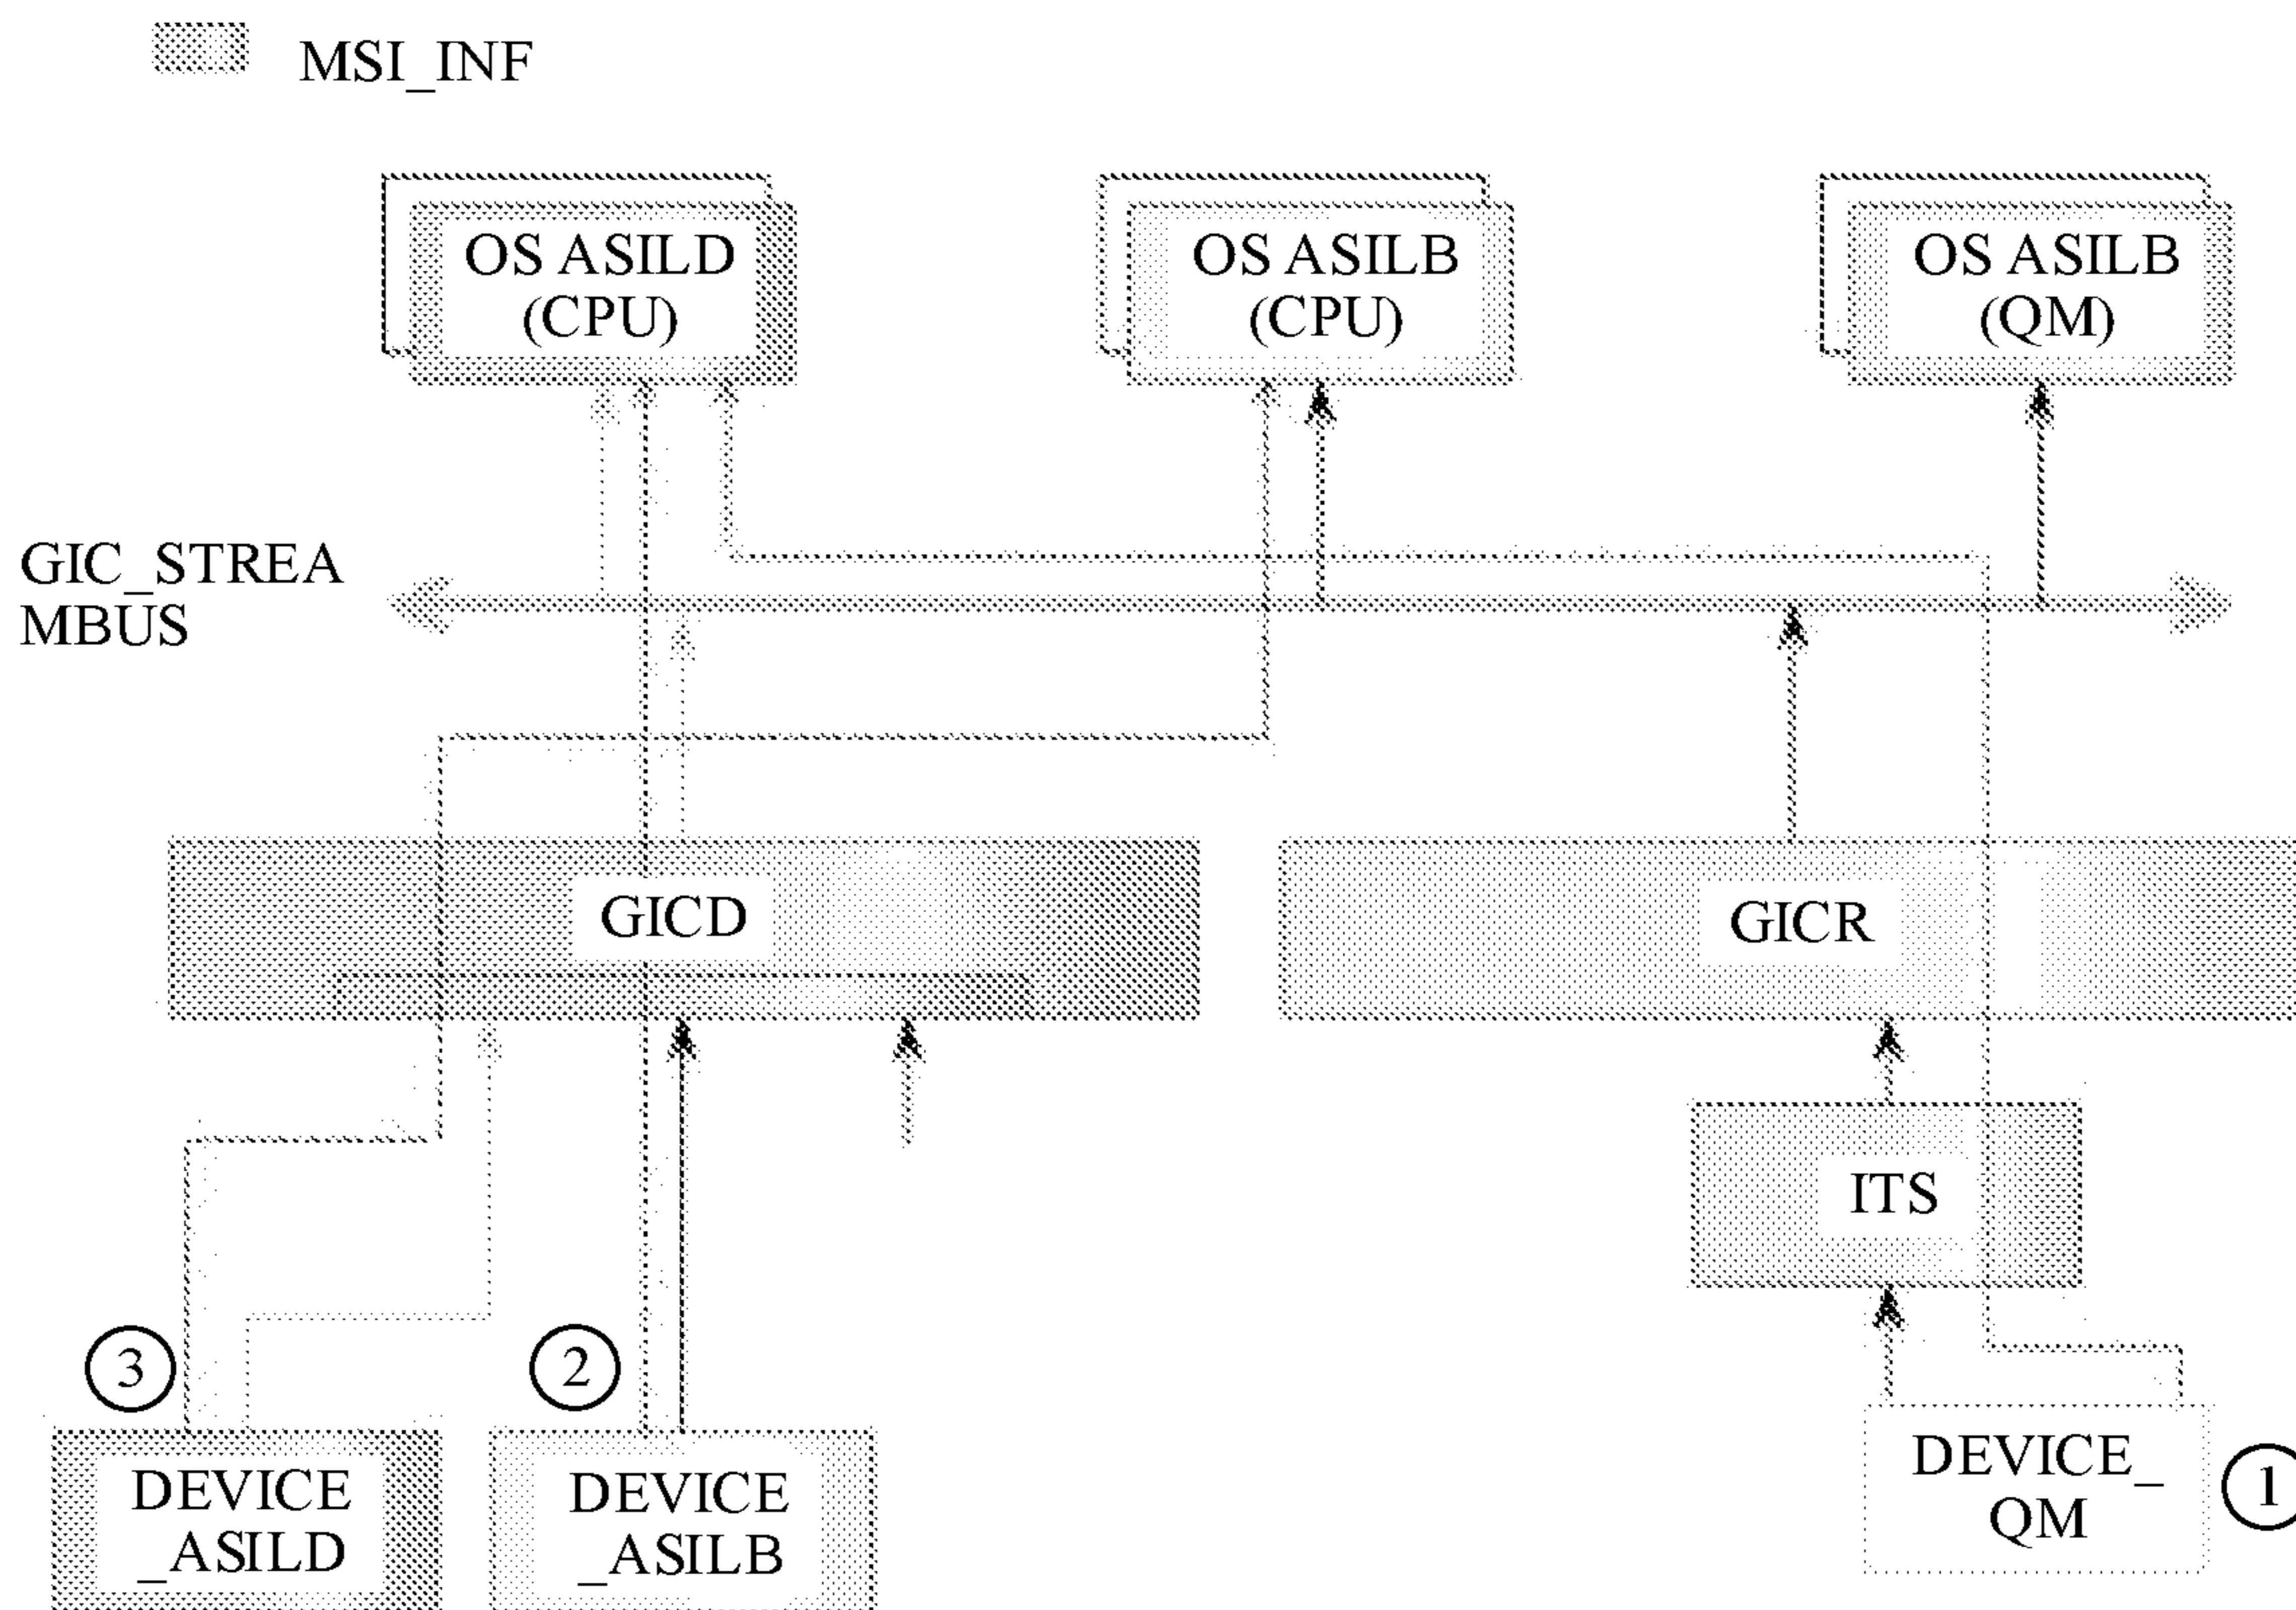 MSI_INF
OS ASILD
(CPU)
OS ASILB
(CPU)
OS ASILB
(QM)
GIC_STREA
MBUS
GICD
GICR
ITS
3
2
1
DEVICE
_ASILD
DEVICE
_ASILB
DEVICE_
QM